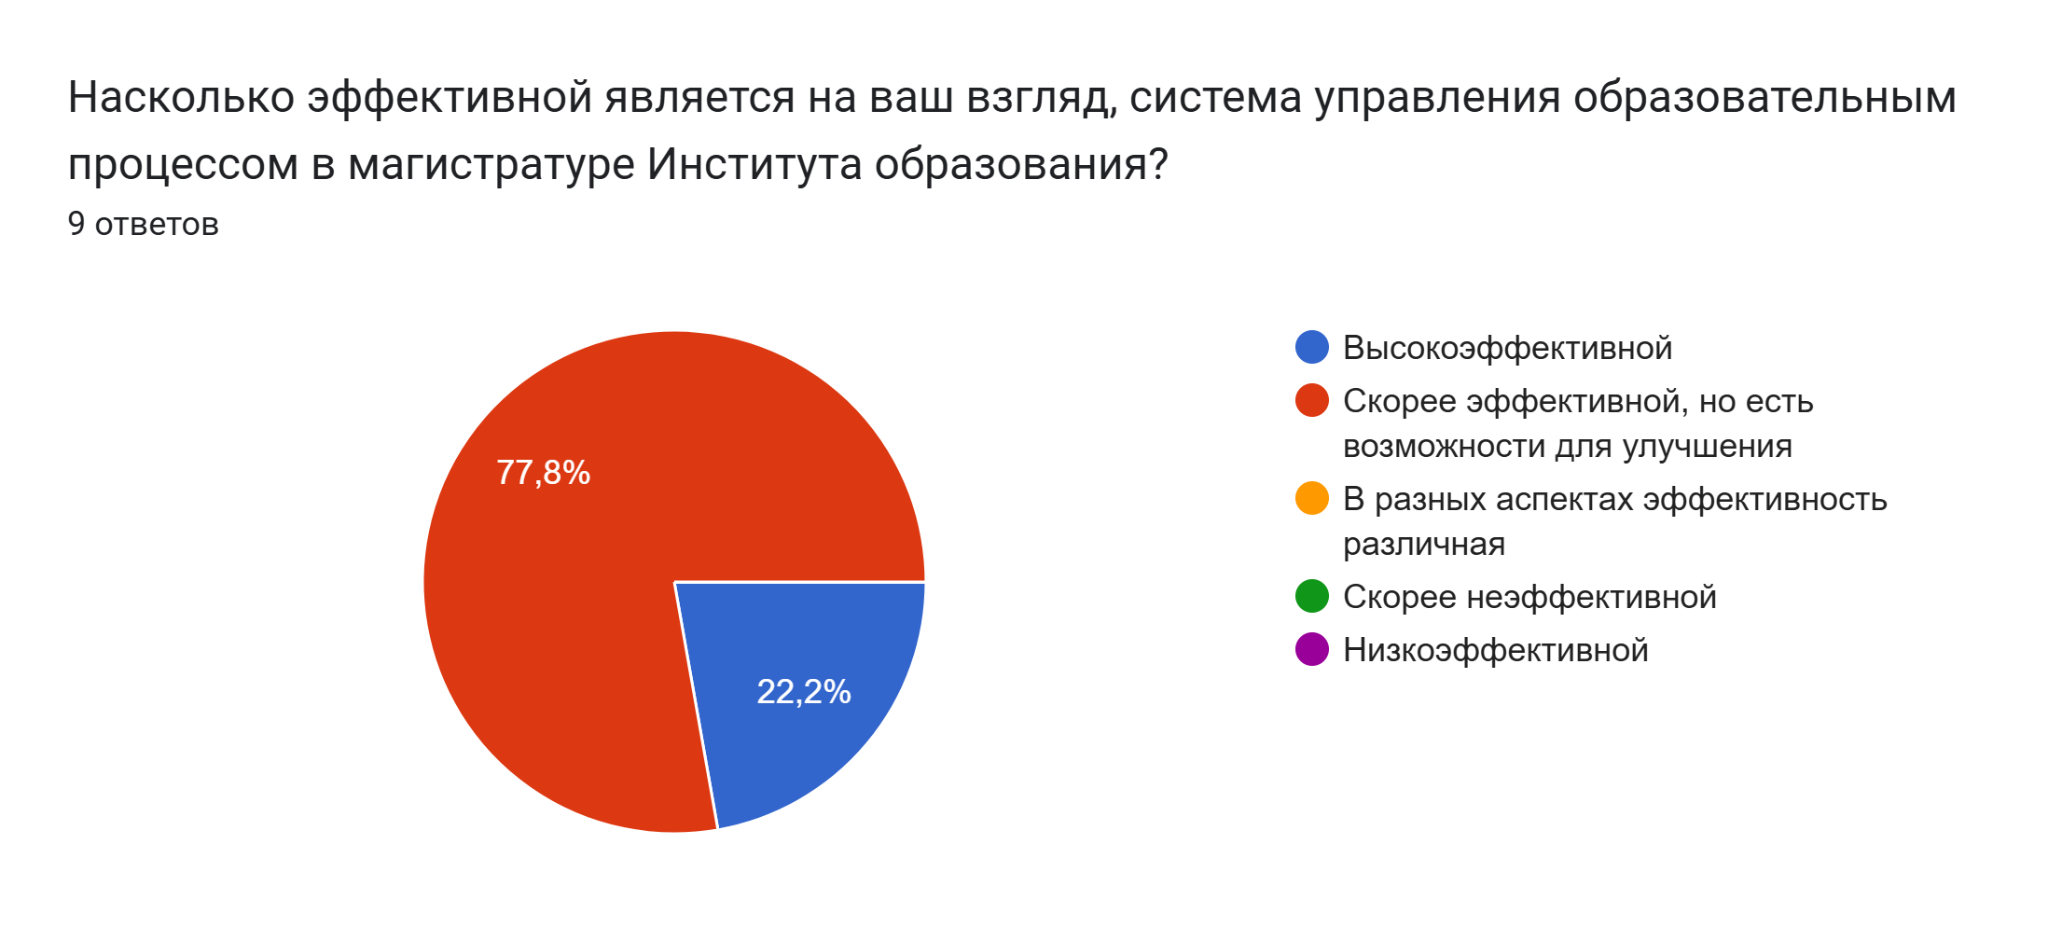 Насколько эффективной является на ваш взгляд, система управления образовательным
процессом в магистратуре Института образования?
9 ответов
77,8%
22,2%
Высокоэффективной
Скорее эффективной, но есть
возможности для улучшения
В разных аспектах эффективность
различная
Скорее неэффективной
Низкоэффективной